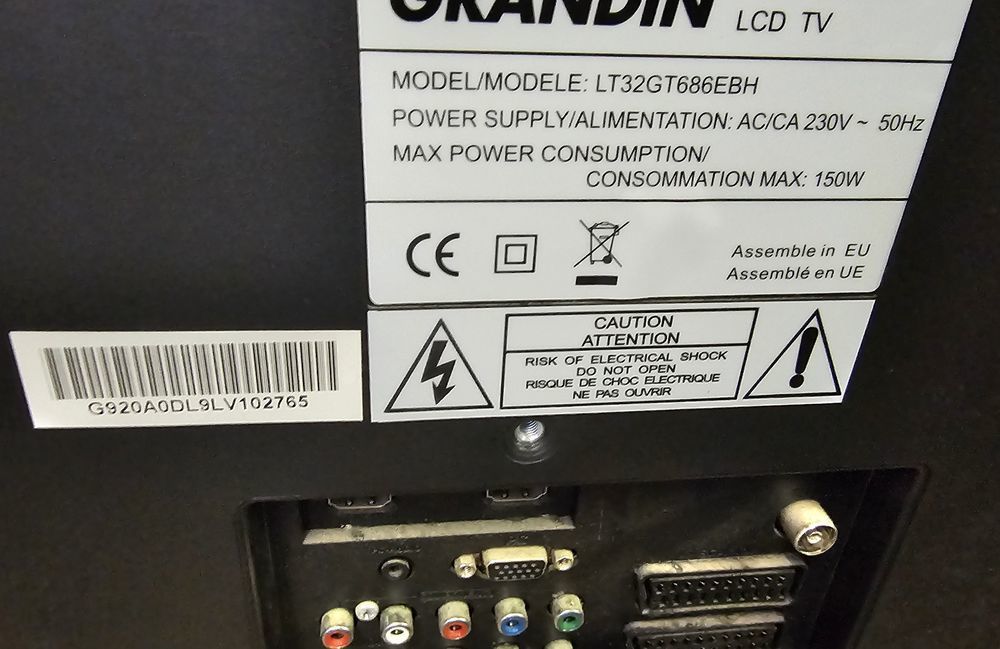 GRANDIN LCD TV
MODEL/MODELE: LT32GT686EBH
POWER SUPPLY/ALIMENTATION: AC/CA 230V ~ 50Hz
MAX POWER CONSUMPTION/
CONSOMMATION MAX: 150W
CE
Assemble in EU
Assemblé en UE
CAUTION
ATTENTION
RISK OF ELECTRICAL SHOCK
DO NOT OPEN
RISQUE DE CHOC ELECTRIQUE
NE PAS OUVRIR
G920A0DL9LV102765